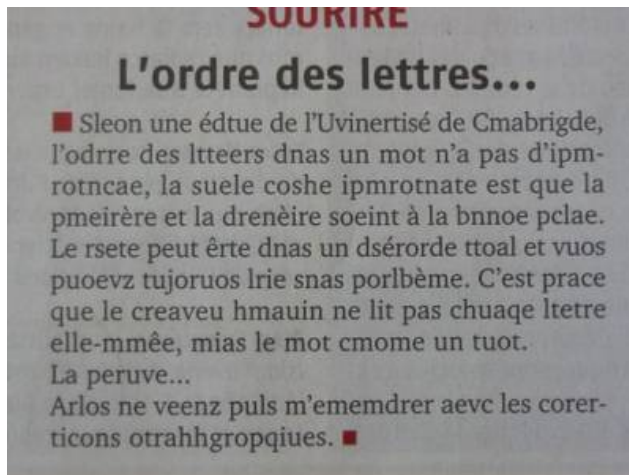 SOURIRE
L'ordre des lettres...
■ Sleon une édtue de l'Uvinertisé de Cmabrigde,
l'odrre des ltteers dnas un mot n'a pas d'ipm-
rotncae, la suele coshe ipmrotnate est que la
pmeirère et la drenèire soeint à la bnnoe pclae.
Le rsete peut êrte dnas un dsérorde ttoal et vuos
puoevz tujoruos lrie snas porlbème. C'est prace
que le creaveu hmauin ne lit pas chuaqe ltetre
elle-mmêe, mias le mot cmome un tuot.
La peruve...
Arlos ne veenz puls m'ememdrer aevc les corer-
ticons otrahhgropqiues. ■